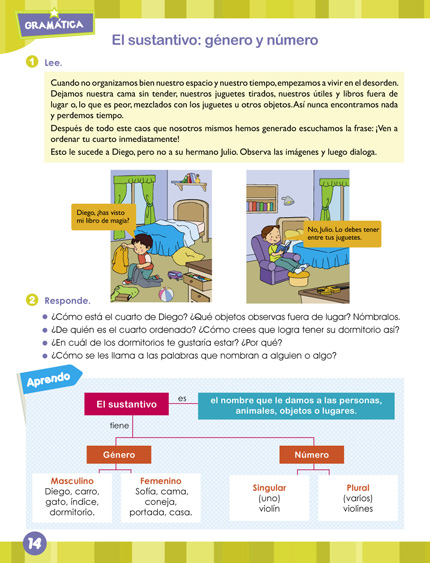 GRAMÁTICA
El sustantivo: género y número
1 Lee.
Cuando no organizamos bien nuestro espacio y nuestro tiempo, empezamos a vivir en el desorden.
Dejamos nuestra cama sin tender, nuestros juguetes tirados, nuestros útiles y libros fuera de
lugar o, lo que es peor, mezclados con los juguetes u otros objetos. Así nunca encontramos nada
y perdemos tiempo.
Después de todo este caos que nosotros mismos hemos generado escuchamos la frase: ¡Ven a
ordenar tu cuarto inmediatamente!
Esto le sucede a Diego, pero no a su hermano Julio. Observa las imágenes y luego dialoga.
Diego, ¿has visto
mi libro de magia?
No, Julio. Lo debes tener
entre tus juguetes.
2 Responde.
¿Cómo está el cuarto de Diego? ¿Qué objetos observas fuera de lugar? Nómbralos.
¿De quién es el cuarto ordenado? ¿Cómo crees que logra tener su dormitorio así?
¿En cuál de los dormitorios te gustaría estar? ¿Por qué?
¿Cómo se les llama a las palabras que nombran a alguien o algo?
Aprendo
El sustantivo
es
el nombre que le damos a las personas,
animales, objetos o lugares.
tiene
Género
Número
Masculino
Diego, carro,
gato, índice,
dormitorio.
Femenino
Sofía, cama,
coneja,
portada, casa.
Singular
(uno)
violín
Plural
(varios)
violines
14